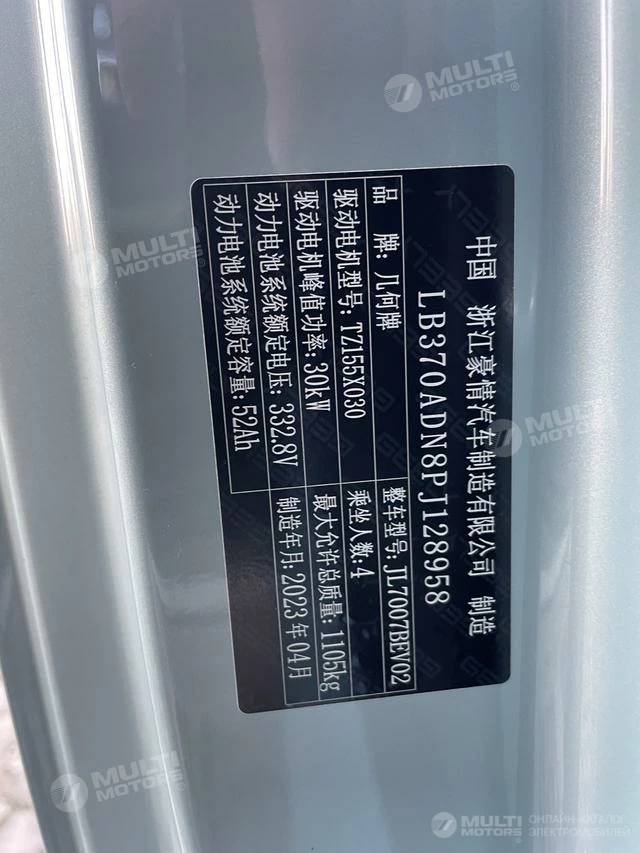 中国 浙江豪情汽车制造有限公司 制造
LB370ADN8PJ128958
品 牌：几何牌 整车型号：JL7007BEV02
驱动电机型号：TZ155X030 乘坐人数：4
驱动电机峰值功率：30kW 最大允许总质量：1105kg
动力电池系统额定电压：332.8V 制造年月：2023年04月
动力电池系统额定容量：52Ah
MULTI
MOTORS®
MULTI
MOTORS®
MULTI
MOTORS®
MULTI
MOTORS®
MULTI
MOTORS®
ОНЛАЙН-КАТАЛОГ
ЭЛЕКТРОМОБИЛЕЙ